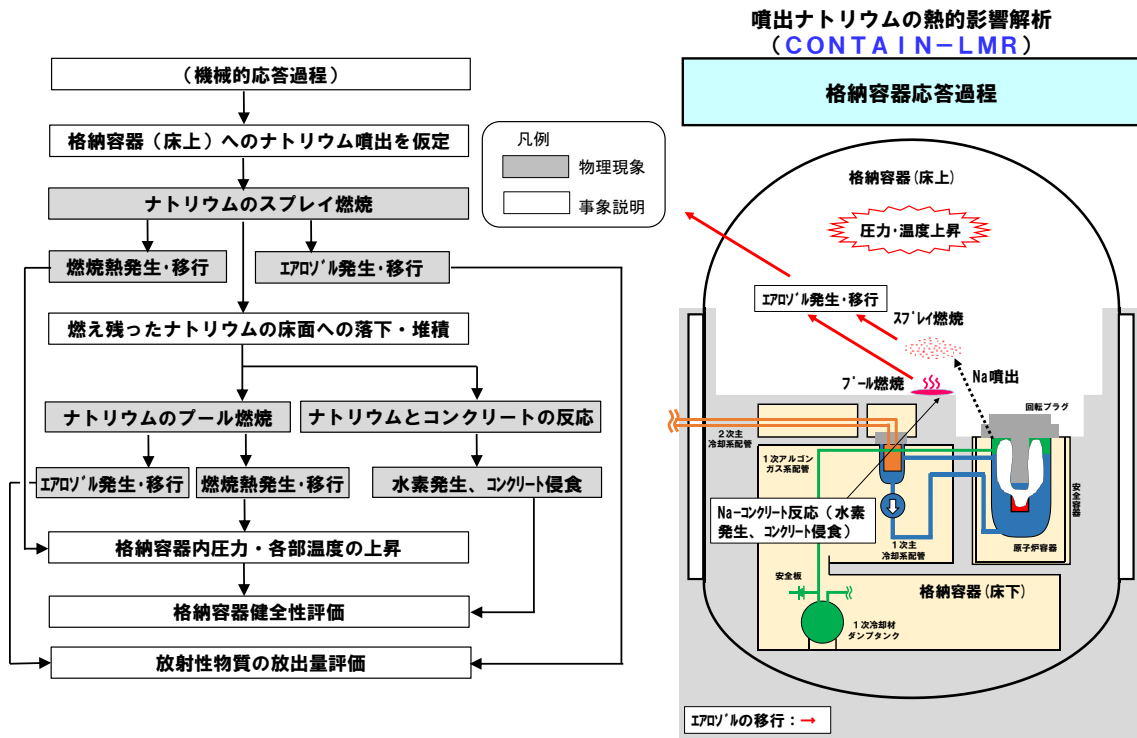 (機械的応答過程)
格納容器(床上)へのナトリウム噴出を仮定
ナトリウムのスプレイ燃焼
燃焼熱発生・移行
ｴｱﾛｿﾞﾙ発生・移行
燃え残ったナトリウムの床面への落下・堆積
ナトリウムのプール燃焼
ナトリウムとコンクリートの反応
ｴｱﾛｿﾞﾙ発生・移行
燃焼熱発生・移行
水素発生、ｺﾝｸﾘｰﾄ侵食
格納容器内圧力・各部温度の上昇
格納容器健全性評価
放射性物質の放出量評価
凡例
物理現象
事象説明
噴出ナトリウムの熱的影響解析
(CONTAIN−LMR)
格納容器応答過程
格納容器(床上)
圧力・温度上昇
ｴｱﾛｿﾞﾙ発生・移行
ｽﾌﾟﾚｲ燃焼
Na噴出
ﾌﾟｰﾙ燃焼
回転プラグ
2次主
冷却系配管
1次アルゴン
ガス系配管
Na−ｺﾝｸﾘｰﾄ反応(水素
発生、ｺﾝｸﾘｰﾄ侵食)
1次主
冷却系配管
安全容器
原子炉容器
安全板
格納容器(床下)
1次冷却材
ダンプタンク
ｴｱﾛｿﾞﾙの移行：→